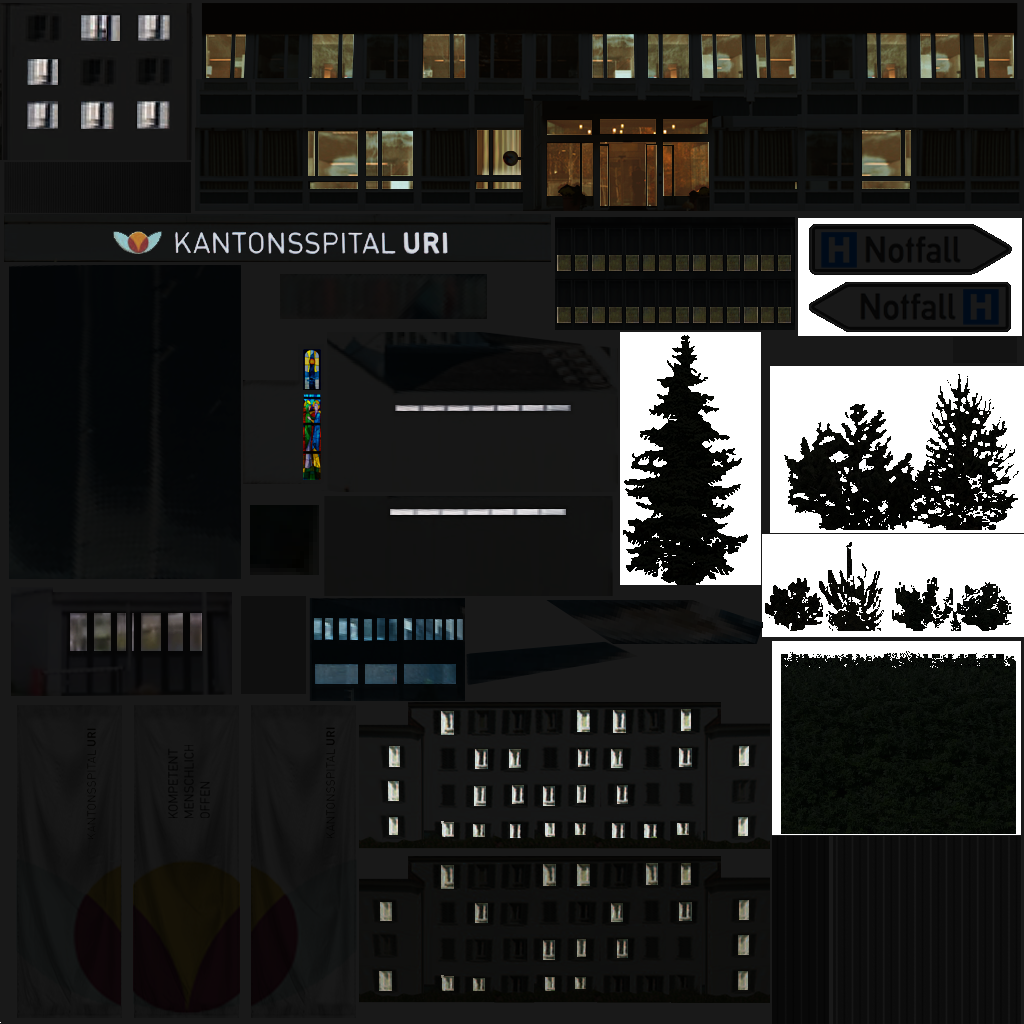 KANTONSSPITAL URI
H Notfall
Notfall H
KANTONSSPITAL URI
KOMPETENT
MENSCHLICH
OFFEN
KANTONSSPITAL URI